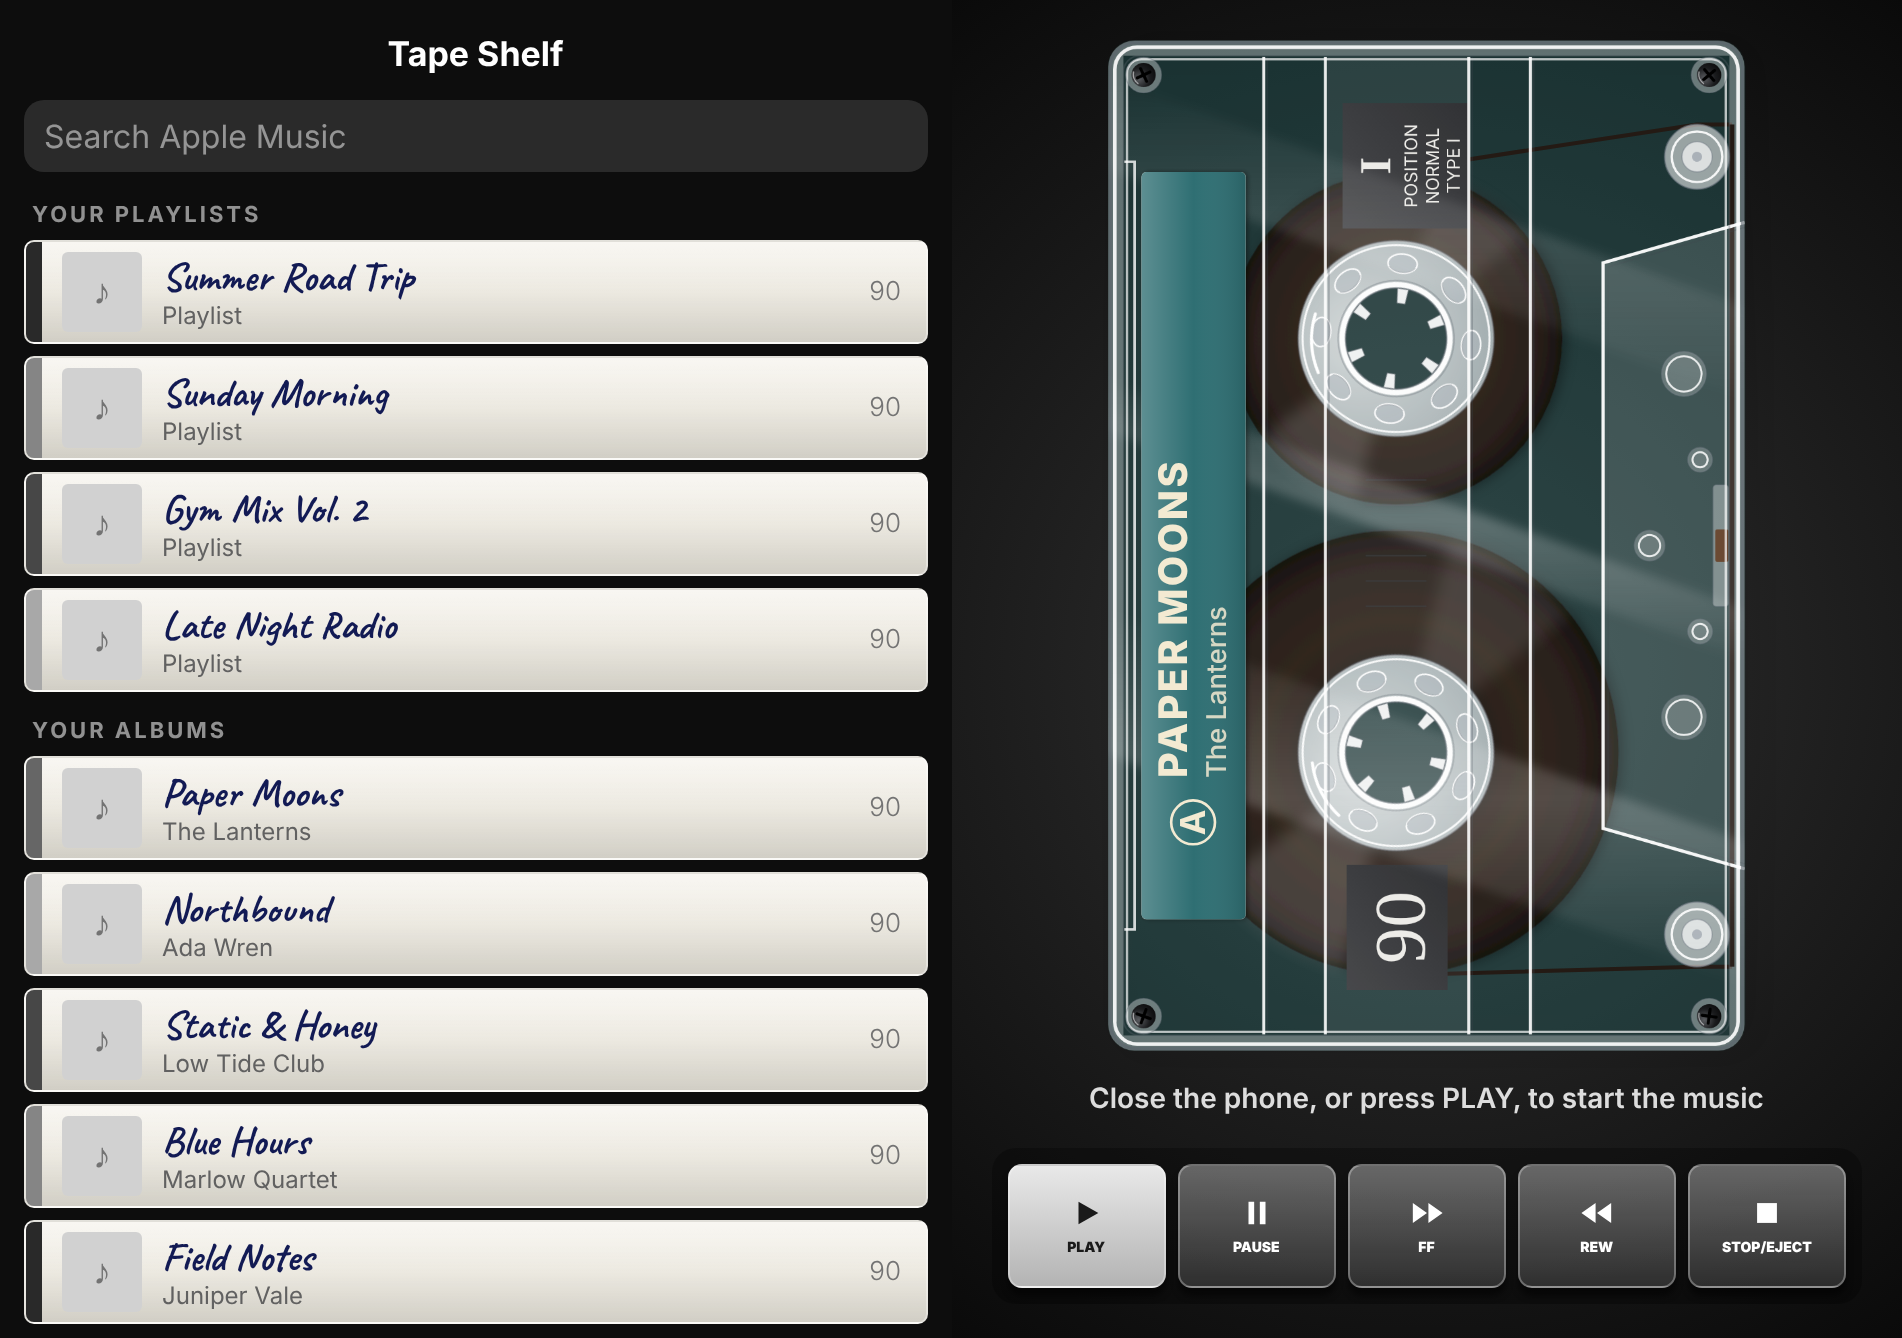 Tape Shelf
Search Apple Music
YOUR PLAYLISTS
Summer Road Trip
Playlist
90
Sunday Morning
Playlist
90
Gym Mix Vol. 2
Playlist
90
Late Night Radio
Playlist
90
YOUR ALBUMS
Paper Moons
The Lanterns
90
Northbound
Ada Wren
90
Static & Honey
Low Tide Club
90
Blue Hours
Marlow Quartet
90
Field Notes
Juniper Vale
90
A
PAPER MOONS
The Lanterns
I
POSITION
NORMAL
TYPE I
90
Close the phone, or press PLAY, to start the music
PLAY
PAUSE
FF
REW
STOP/EJECT